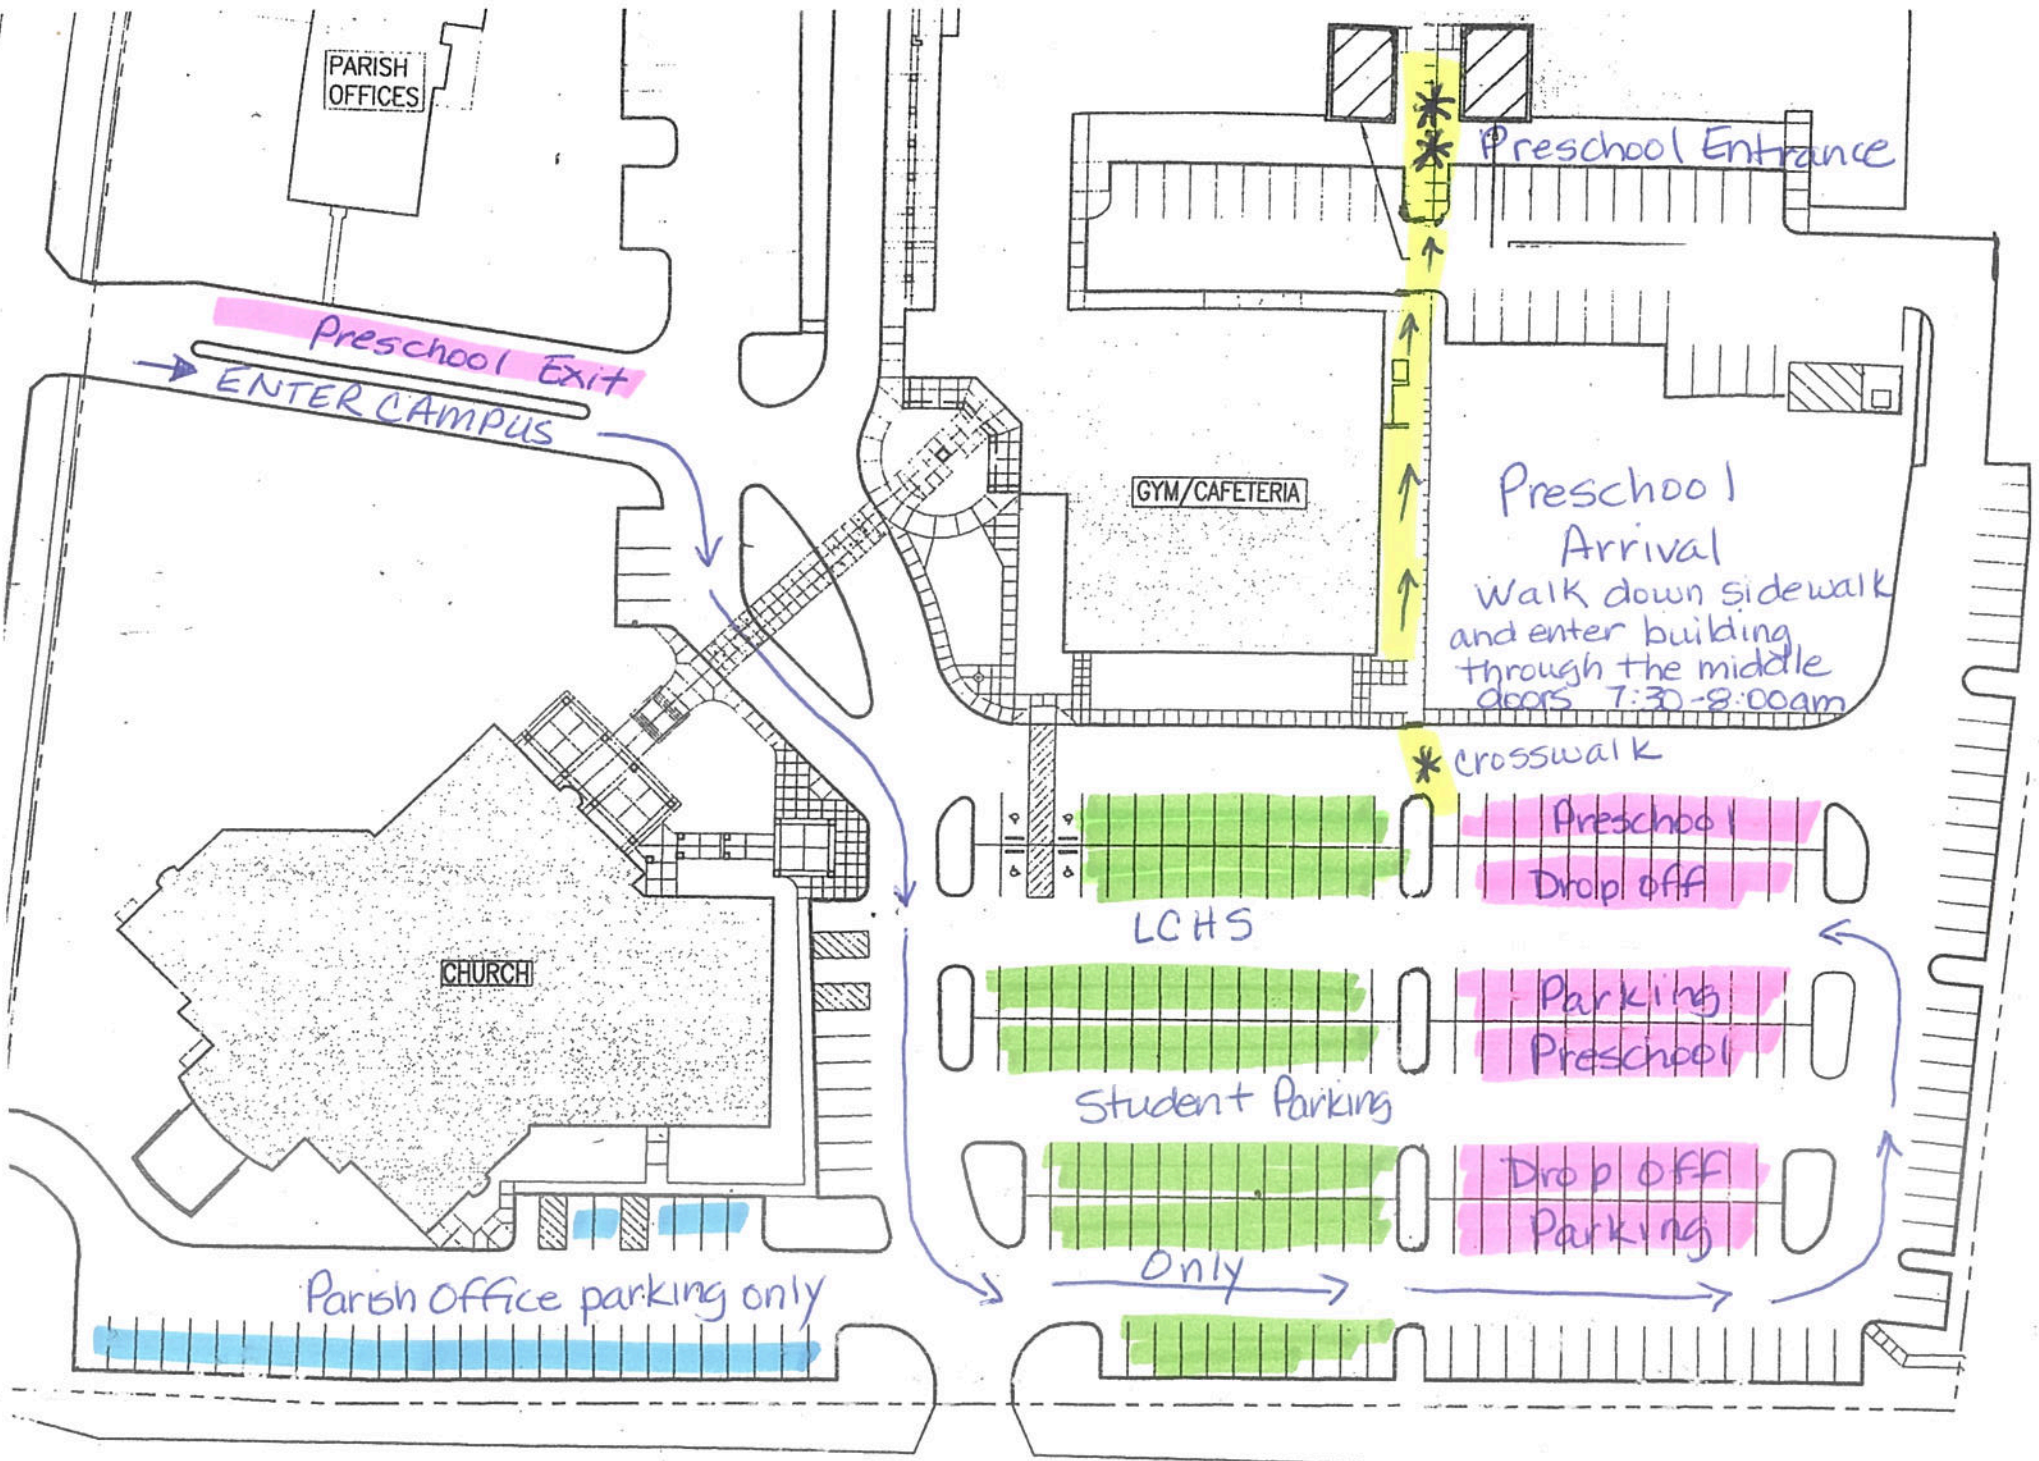 PARISH
OFFICES
Preschool Entrance
Preschool Exit
ENTER CAMPUS
GYM/CAFETERIA
Preschool
Arrival
Walk down sidewalk
and enter building
through the middle
doors 7:30-8:00am
crosswalk
Preschool
Drop off
LCHS
CHURCH
Parking
Preschool
Student Parking
Drop off
Parking
Only
Parish Office parking only